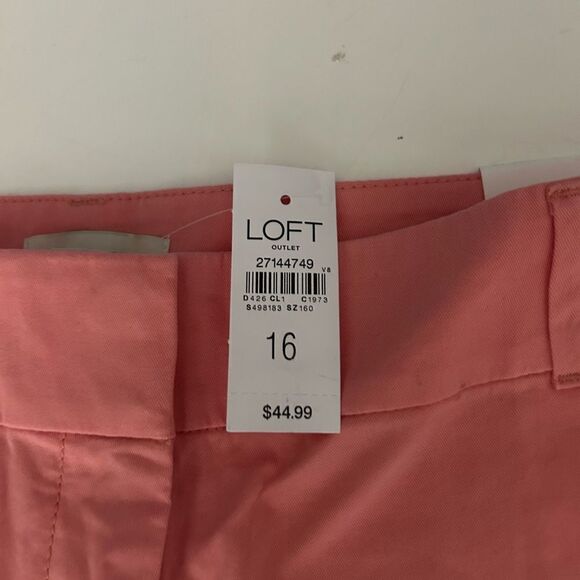 LOFT
OUTLET
27144749
V8
D426 CL1 C1973
S498183 SZ160
16
$44.99